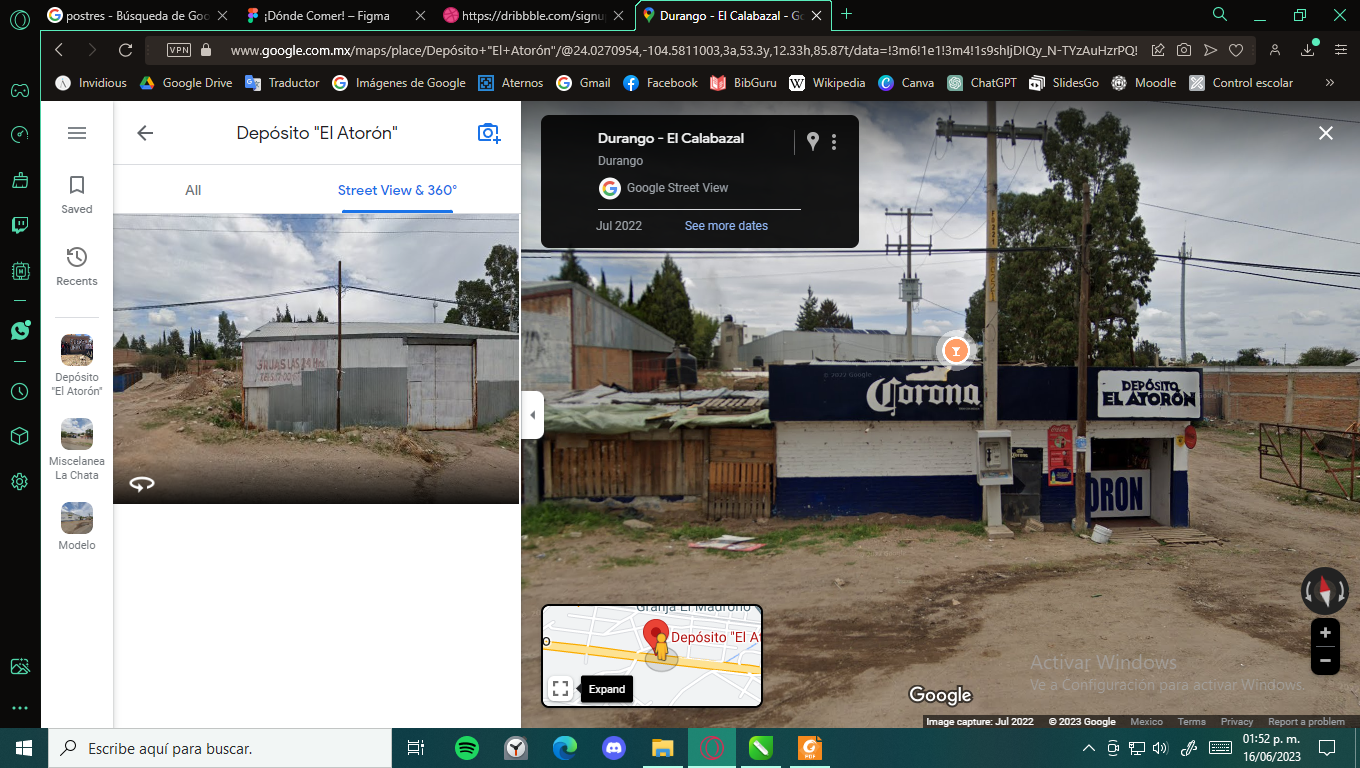 postres - Búsqueda de Goo
¡Dónde Comer! – Figma
https://dribbble.com/signup
Durango - El Calabazal - Go
VPN
www.google.com.mx/maps/place/Depósito+"El+Atorón"/@24.0270954,-104.5811003,3a,53.3y,12.33h,85.87t/data=!3m6!1e1!3m4!1s9shIjDIQy_N-TYzAuHzrPQ!
Invidious
Google Drive
Traductor
Imágenes de Google
Aternos
Gmail
Facebook
BibGuru
Wikipedia
Canva
ChatGPT
SlidesGo
Moodle
Control escolar
Saved
Recents
Depósito
"El Atorón"
Miscelanea
La Chata
Modelo
Depósito "El Atorón"
All
Street View & 360°
GRUAS LAS 24 Hrs
Durango - El Calabazal
Durango
Google Street View
Jul 2022
See more dates
© 2022 Google
Corona
DEPÓSITO
EL ATORÓN
ORON
Granja El Madroño
Depósito "El At
o
Expand
Google
Activar Windows
Ve a Configuración para activar Windows.
Image capture: Jul 2022
© 2023 Google
Mexico
Terms
Privacy
Report a problem
Escribe aquí para buscar.
PDF
01:52 p. m.
16/06/2023